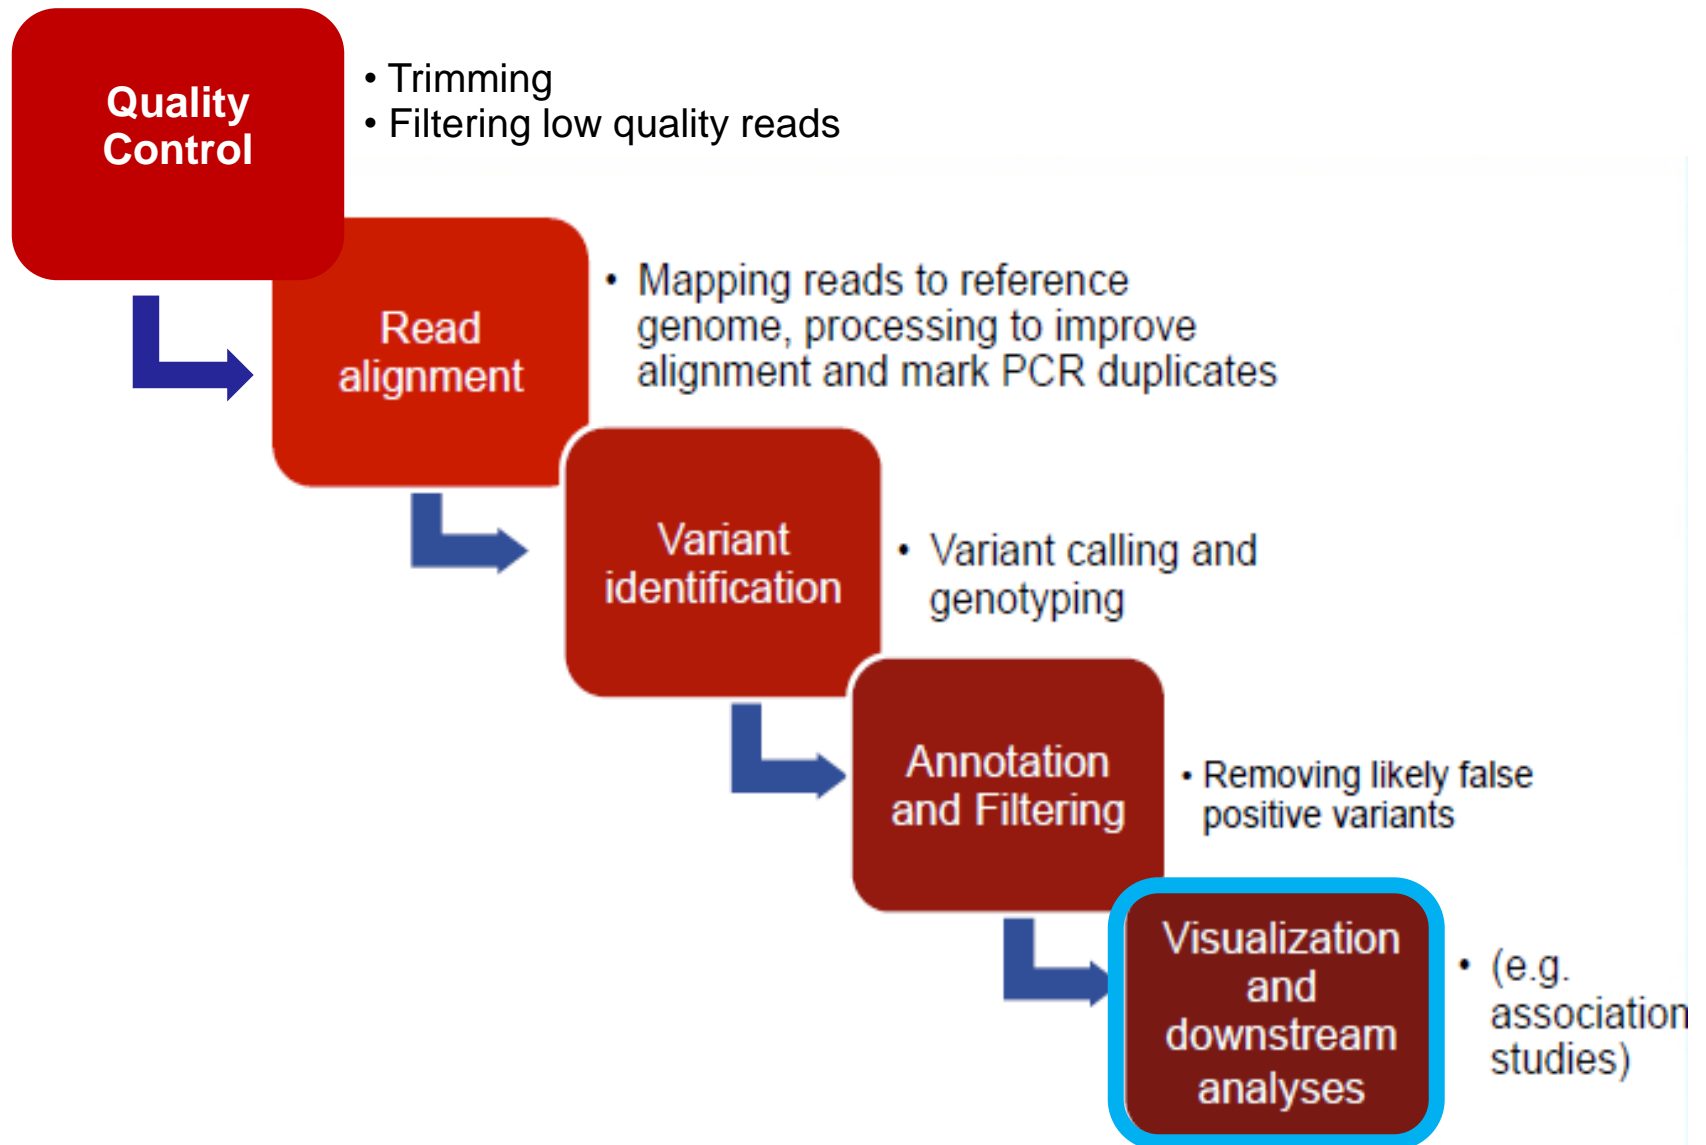 Quality
Control
• Trimming
• Filtering low quality reads
Read
alignment
• Mapping reads to reference
genome, processing to improve
alignment and mark PCR duplicates
Variant
identification
• Variant calling and
genotyping
Annotation
and Filtering
• Removing likely false
positive variants
Visualization
and
downstream
analyses
• (e.g.
association
studies)